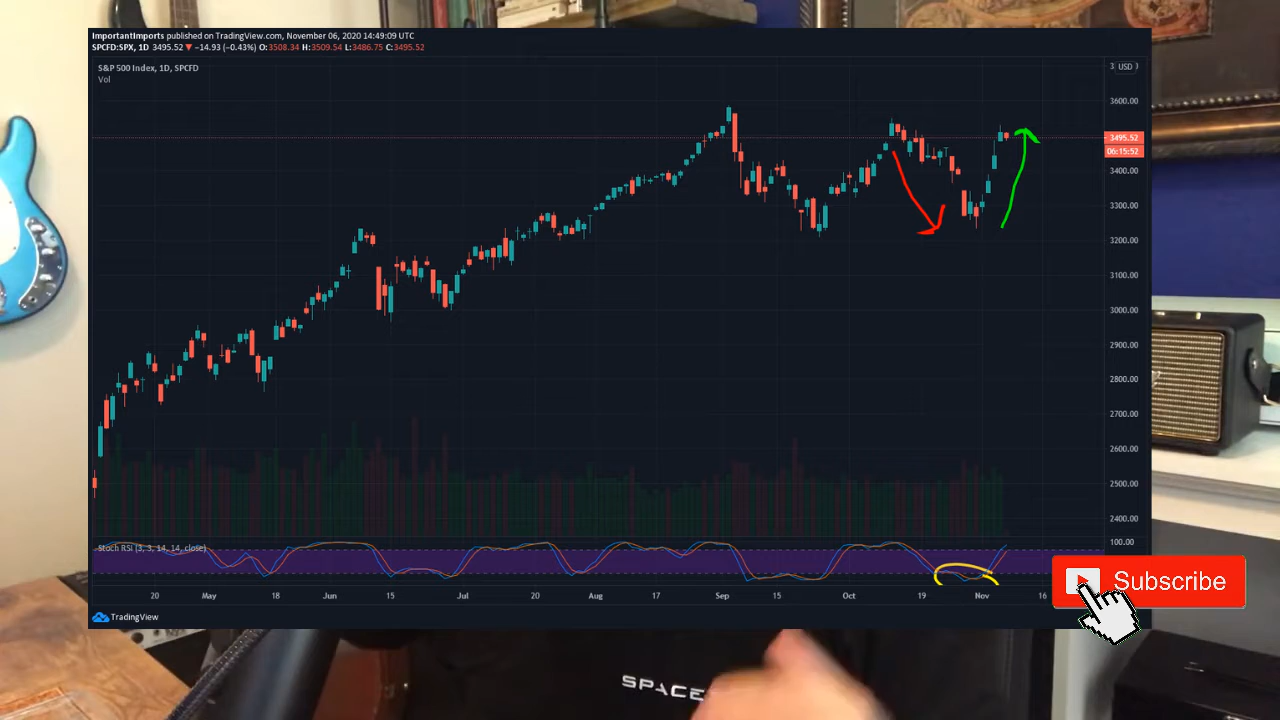 ImportantImports published on TradingView.com, November 06, 2020 14:49:09 UTC
SPCFD:SPX, 1D 3495.52 ▼ −14.93 (−0.43%) O:3508.34 H:3509.54 L:3486.75 C:3495.52
S&P 500 Index, 1D, SPCFD
Vol
USD
3600.00
3495.52
06:15:52
3400.00
3300.00
3200.00
3100.00
3000.00
2900.00
2800.00
2700.00
2600.00
2500.00
2400.00
Stoch RSI (3, 3, 14, 14, close)
100.00
20 May 18 Jun 15 Jul 20 Aug 17 Sep 15 Oct 19 Nov 16
TradingView
Subscribe
SPACE